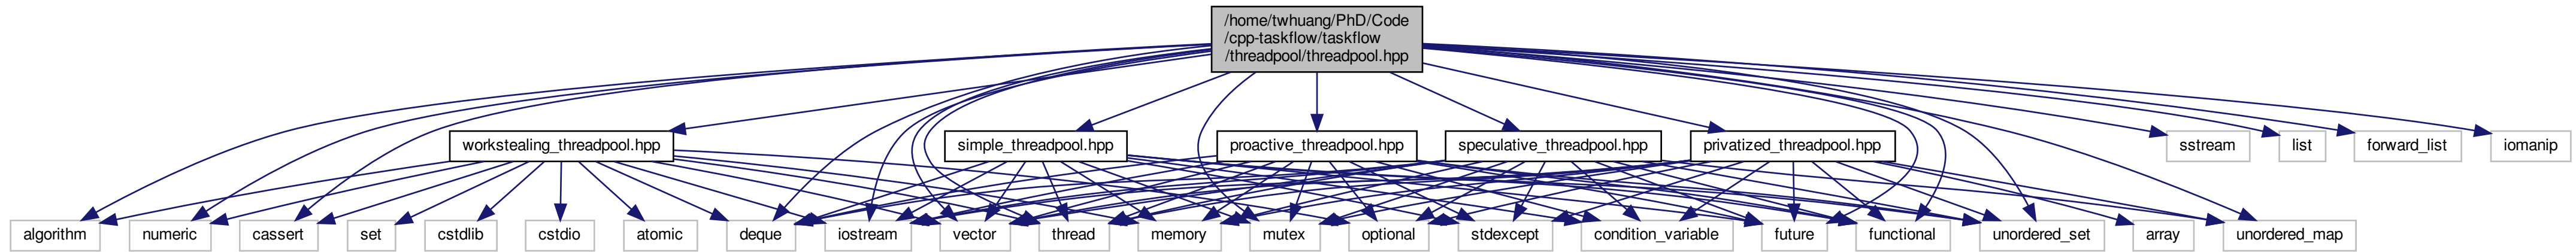 /home/twhuang/PhD/Code
/cpp-taskflow/taskflow
/threadpool/threadpool.hpp
workstealing_threadpool.hpp
simple_threadpool.hpp
proactive_threadpool.hpp
speculative_threadpool.hpp
privatized_threadpool.hpp
sstream
list
forward_list
iomanip
algorithm
numeric
cassert
set
cstdlib
cstdio
atomic
deque
iostream
vector
thread
memory
mutex
optional
stdexcept
condition_variable
future
functional
unordered_set
array
unordered_map